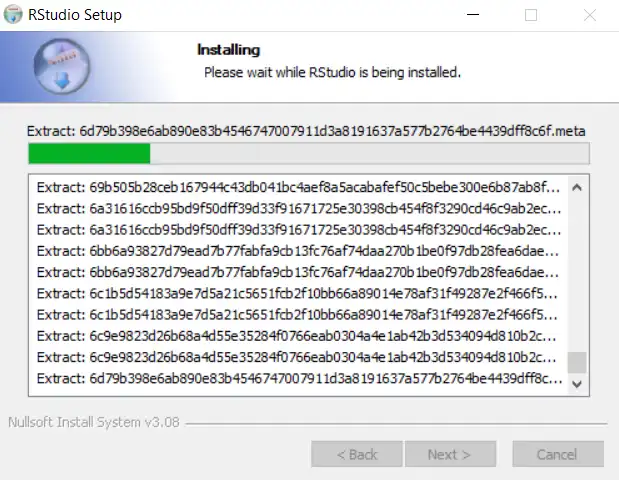 RStudio Setup
Installing
Please wait while RStudio is being installed.
Extract: 6d79b398e6ab890e83b4546747007911d3a8191637a577b2764be4439dff8c6f.meta
Extract: 69b505b28ceb167944c43db041bc4aef8a5acabafef50c5bebe300e6b87ab8f...
Extract: 6a31616ccb95bd9f50dff39d33f91671725e30398cb454f8f3290cd46c9ab2ec...
Extract: 6a31616ccb95bd9f50dff39d33f91671725e30398cb454f8f3290cd46c9ab2ec...
Extract: 6bb6a93827d79ead7b77fabfa9cb13fc76af74daa270b1be0f97db28fea6dae...
Extract: 6bb6a93827d79ead7b77fabfa9cb13fc76af74daa270b1be0f97db28fea6dae...
Extract: 6c1b5d54183a9e7d5a21c5651fcb2f10bb66a89014e78af31f49287e2f466f5...
Extract: 6c1b5d54183a9e7d5a21c5651fcb2f10bb66a89014e78af31f49287e2f466f5...
Extract: 6c9e9823d26b68a4d55e35284f0766eab0304a4e1ab42b3d534094d810b2c...
Extract: 6c9e9823d26b68a4d55e35284f0766eab0304a4e1ab42b3d534094d810b2c...
Extract: 6d79b398e6ab890e83b4546747007911d3a8191637a577b2764be4439dff8c...
Nullsoft Install System v3.08
< Back
Next >
Cancel